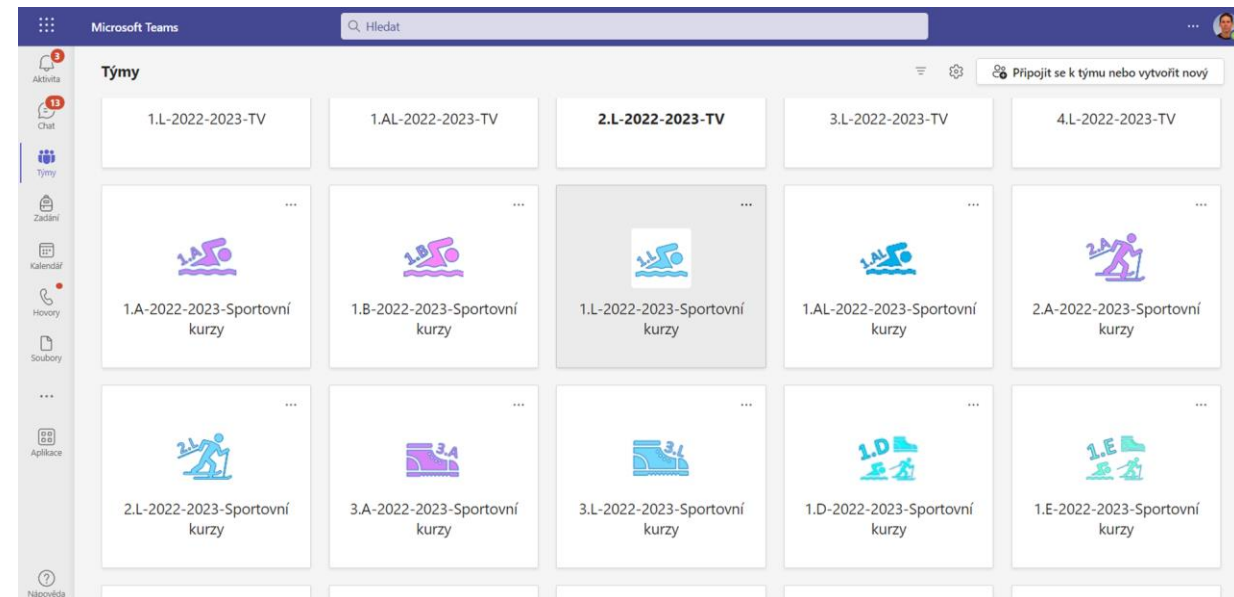 Microsoft Teams
Hledat
3
Aktivita
13
Chat
Týmy
Zadání
Kalendář
Hovory
Soubory
Aplikace
Nápověda
Týmy
Připojit se k týmu nebo vytvořit nový
1.L-2022-2023-TV
1.AL-2022-2023-TV
2.L-2022-2023-TV
3.L-2022-2023-TV
4.L-2022-2023-TV
1.A
1.A-2022-2023-Sportovní
kurzy
1.B
1.B-2022-2023-Sportovní
kurzy
1.L
1.L-2022-2023-Sportovní
kurzy
1.AL
1.AL-2022-2023-Sportovní
kurzy
2.A
2.A-2022-2023-Sportovní
kurzy
2.L
2.L-2022-2023-Sportovní
kurzy
3.A
3.A-2022-2023-Sportovní
kurzy
3.L
3.L-2022-2023-Sportovní
kurzy
1.D
1.D-2022-2023-Sportovní
kurzy
1.E
1.E-2022-2023-Sportovní
kurzy